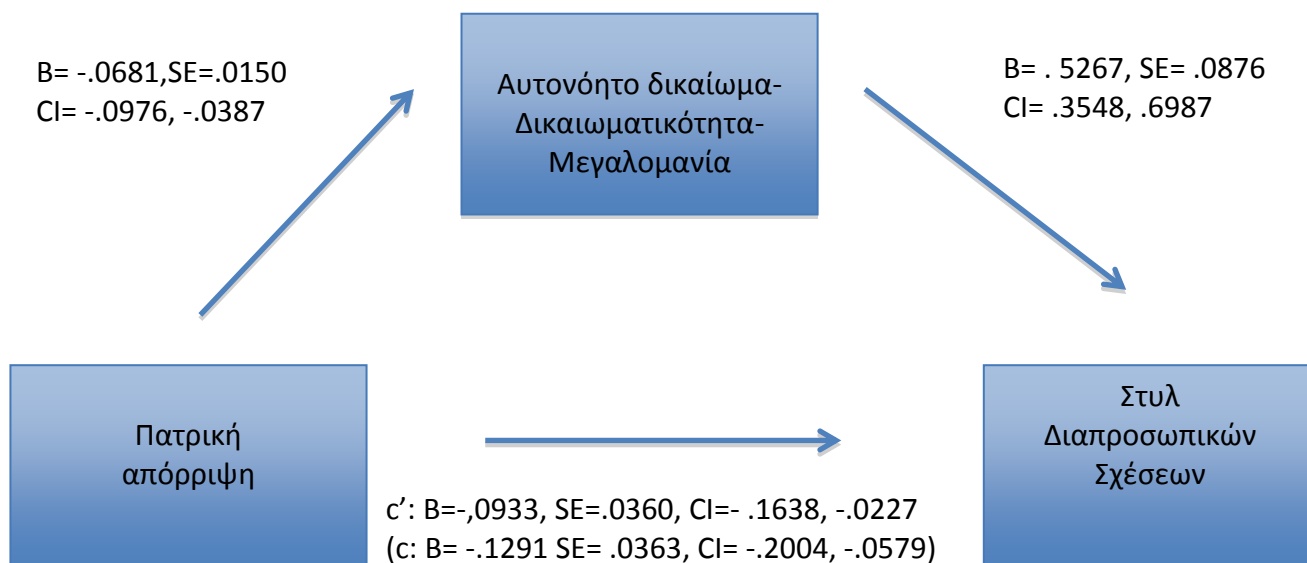 B= -.0681,SE=.0150
CI= -.0976, -.0387
Αυτονόητο δικαίωμα-
Δικαιωματικότητα-
Μεγαλομανία
B= . 5267, SE= .0876
CI= .3548, .6987
Πατρική
απόρριψη
Στυλ
Διαπροσωπικών
Σχέσεων
c’: B=-,0933, SE=.0360, CI=- .1638, -.0227
(c: B= -.1291 SE= .0363, CI= -.2004, -.0579)